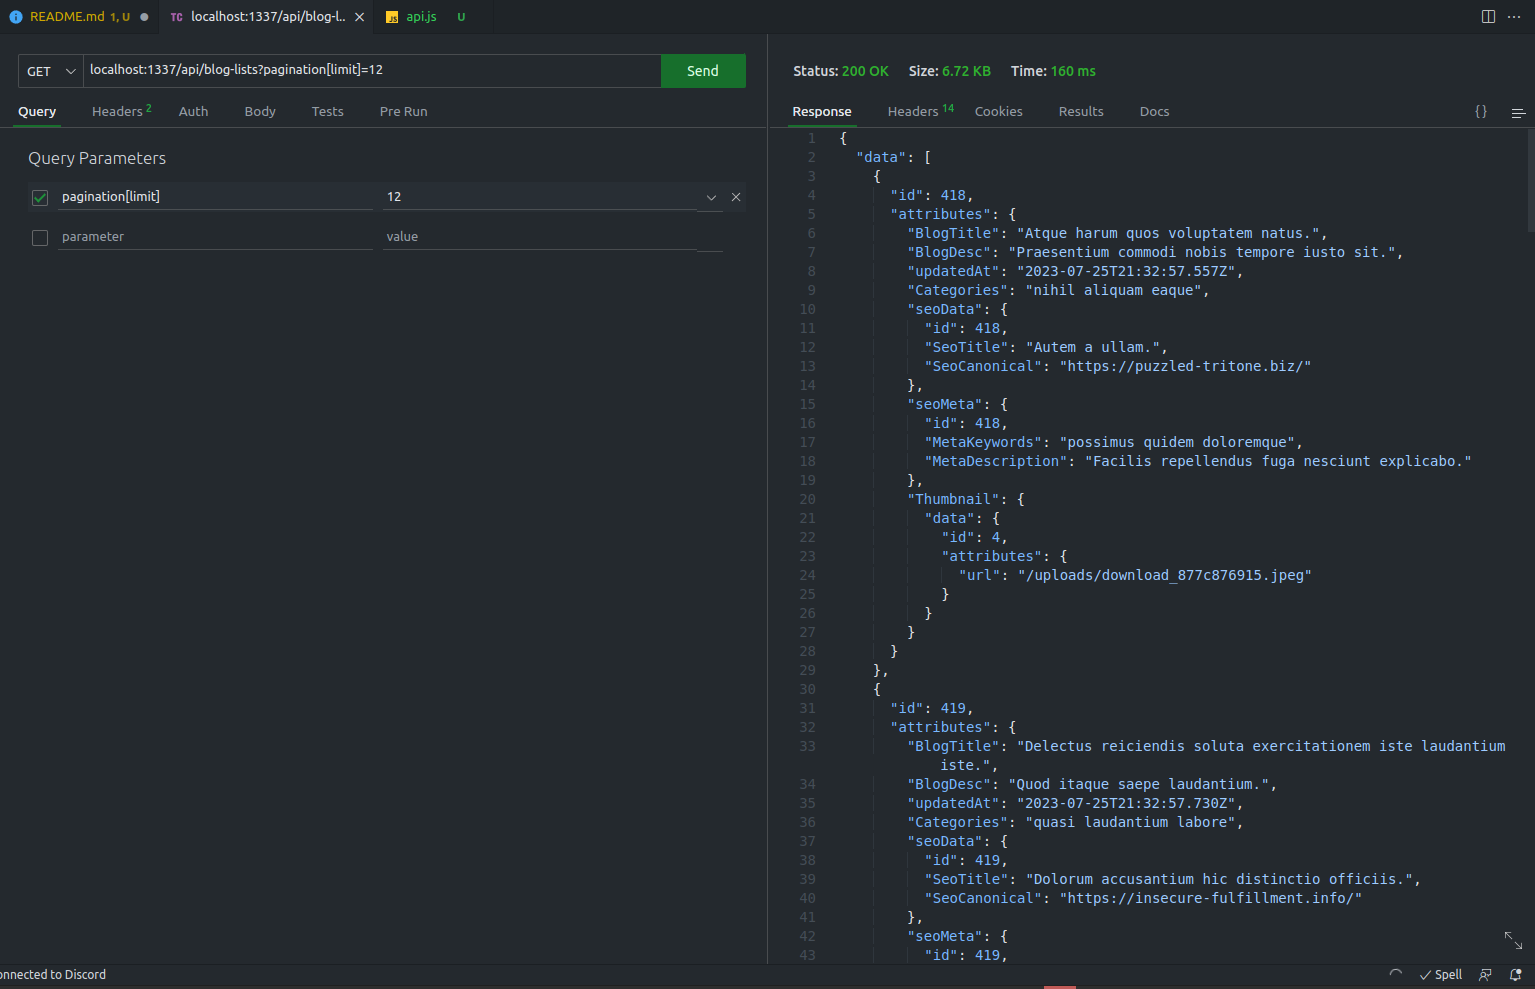 README.md 1, U
TC localhost:1337/api/blog-l..
JS api.js U
GET localhost:1337/api/blog-lists?pagination[limit]=12 Send
Query Headers 2 Auth Body Tests Pre Run
Query Parameters
pagination[limit] 12
parameter value
Status: 200 OK Size: 6.72 KB Time: 160 ms
Response Headers 14 Cookies Results Docs {}
1 {
2 "data": [
3 {
4 "id": 418,
5 "attributes": {
6 "BlogTitle": "Atque harum quos voluptatem natus.",
7 "BlogDesc": "Praesentium commodi nobis tempore iusto sit.",
8 "updatedAt": "2023-07-25T21:32:57.557Z",
9 "Categories": "nihil aliquam eaque",
10 "seoData": {
11 "id": 418,
12 "SeoTitle": "Autem a ullam.",
13 "SeoCanonical": "https://puzzled-tritone.biz/"
14 },
15 "seoMeta": {
16 "id": 418,
17 "MetaKeywords": "possimus quidem doloremque",
18 "MetaDescription": "Facilis repellendus fuga nesciunt explicabo."
19 },
20 "Thumbnail": {
21 "data": {
22 "id": 4,
23 "attributes": {
24 "url": "/uploads/download_877c876915.jpeg"
25 }
26 }
27 }
28 }
29 },
30 {
31 "id": 419,
32 "attributes": {
33 "BlogTitle": "Delectus reiciendis soluta exercitationem iste laudantium
iste.",
34 "BlogDesc": "Quod itaque saepe laudantium.",
35 "updatedAt": "2023-07-25T21:32:57.730Z",
36 "Categories": "quasi laudantium labore",
37 "seoData": {
38 "id": 419,
39 "SeoTitle": "Dolorum accusantium hic distinctio officiis.",
40 "SeoCanonical": "https://insecure-fulfillment.info/"
41 },
42 "seoMeta": {
43 "id": 419,
onnected to Discord
Spell